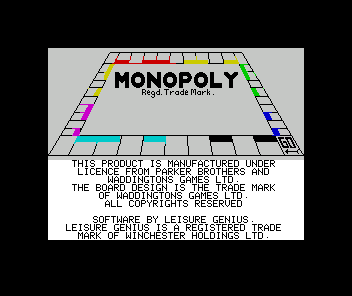 MONOPOLY
Regd. Trade Mark.
GO
THIS PRODUCT IS MANUFACTURED UNDER
LICENCE FROM PARKER BROTHERS AND
WADDINGTONS GAMES LTD.
THE BOARD DESIGN IS THE TRADE MARK
OF WADDINGTONS GAMES LTD.
ALL COPYRIGHTS RESERVED
SOFTWARE BY LEISURE GENIUS.
LEISURE GENIUS IS A REGISTERED TRADE
MARK OF WINCHESTER HOLDINGS LTD.